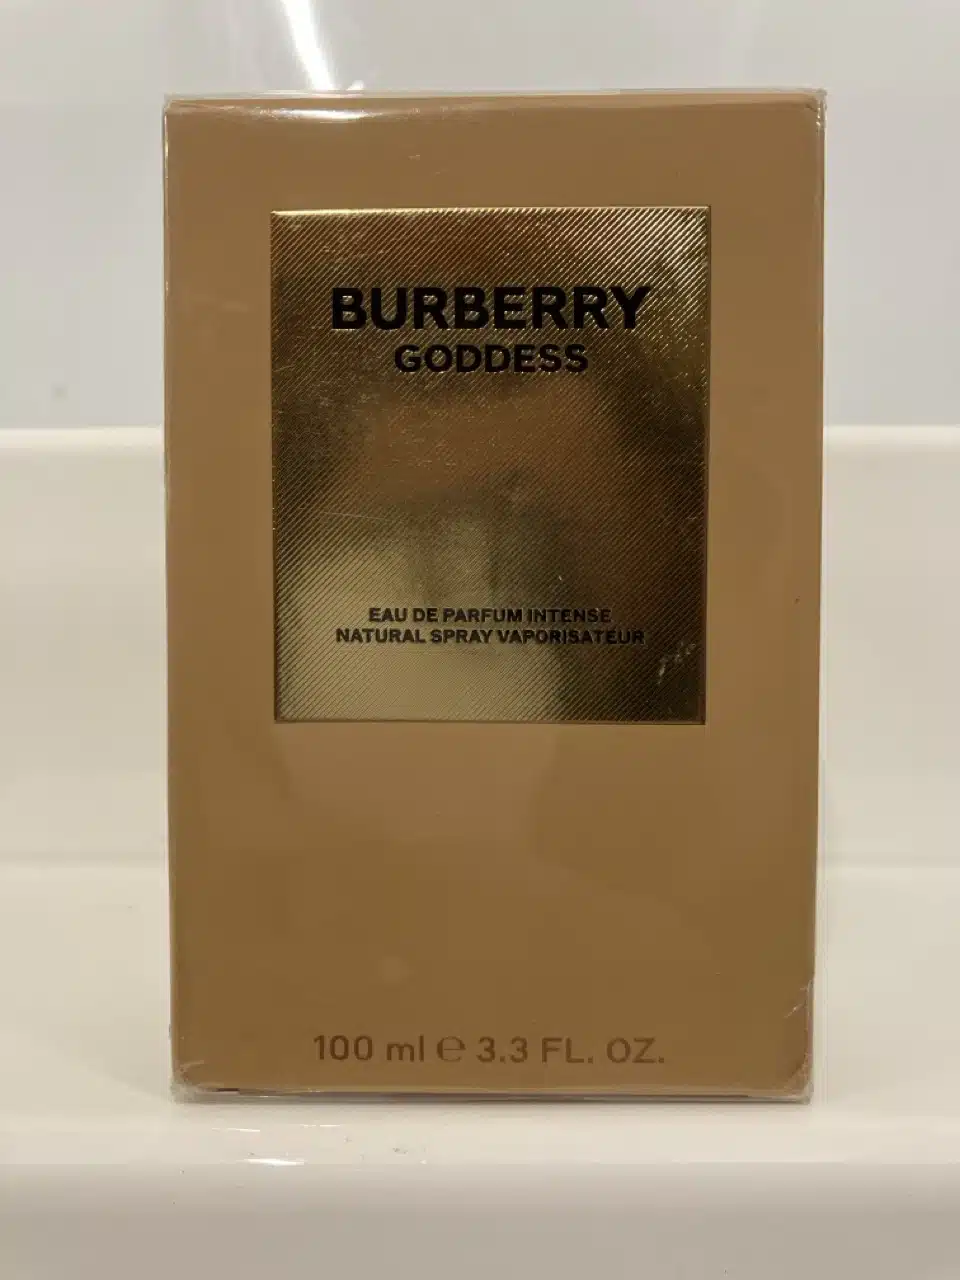 BURBERRY
GODDESS
EAU DE PARFUM INTENSE
NATURAL SPRAY VAPORISATEUR
100 ml ℮ 3.3 FL. OZ.